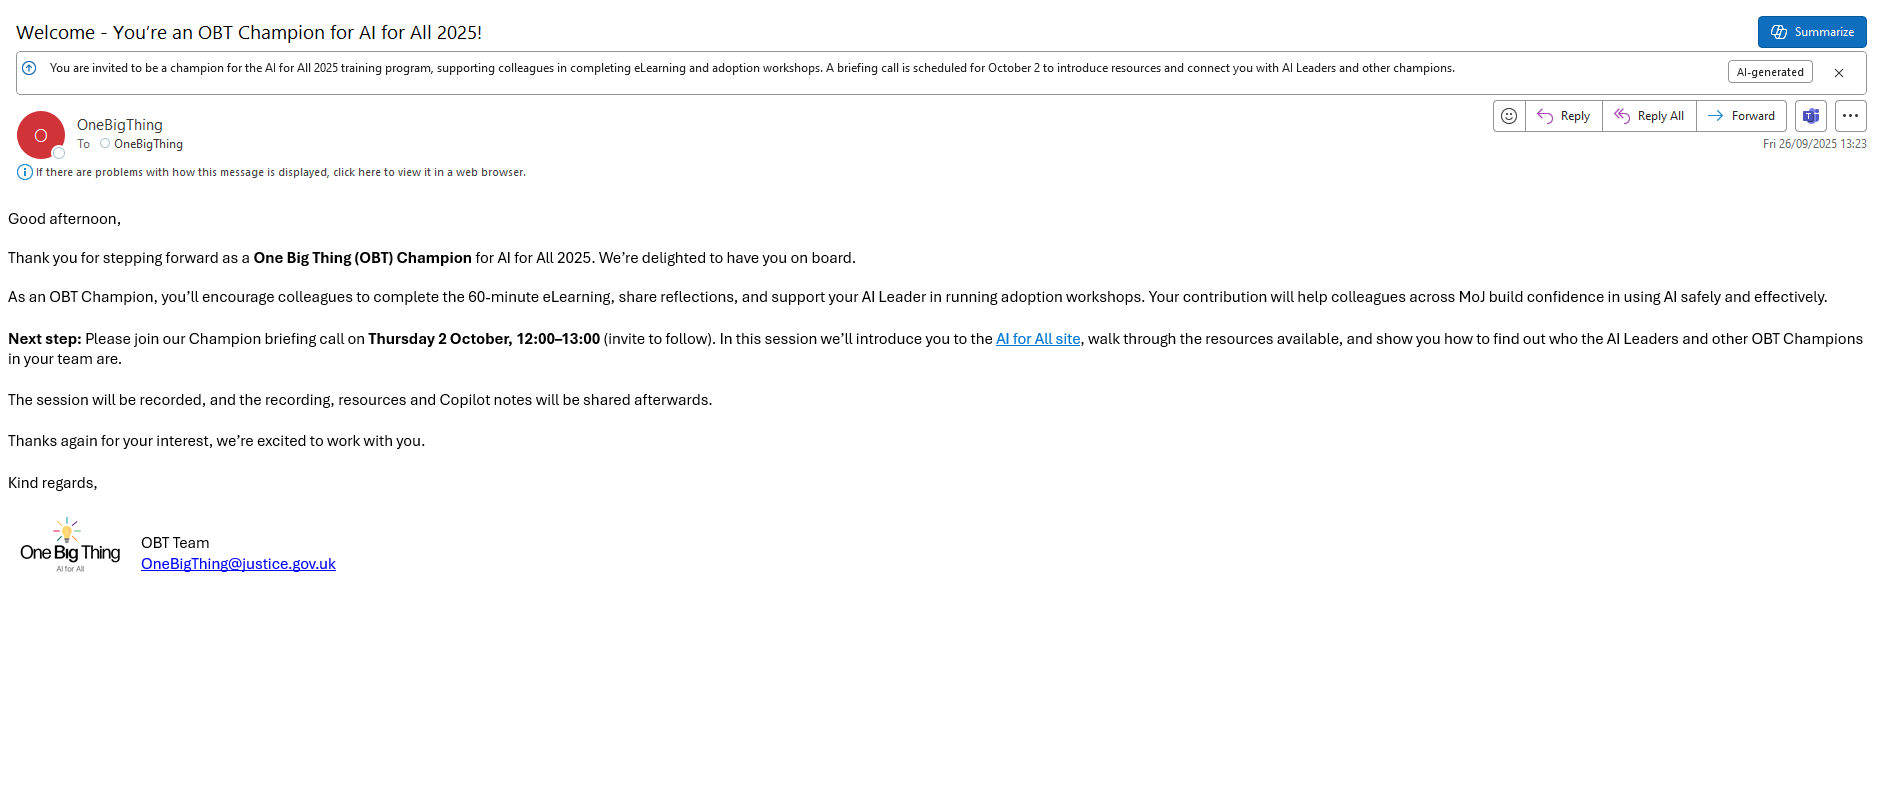 Welcome - You're an OBT Champion for AI for All 2025!
Summarize
You are invited to be a champion for the AI for All 2025 training program, supporting colleagues in completing eLearning and adoption workshops. A briefing call is scheduled for October 2 to introduce resources and connect you with AI Leaders and other champions.
AI-generated
O
OneBigThing
To OneBigThing
Reply
Reply All
Forward
Fri 26/09/2025 13:23
If there are problems with how this message is displayed, click here to view it in a web browser.
Good afternoon,
Thank you for stepping forward as a One Big Thing (OBT) Champion for AI for All 2025. We're delighted to have you on board.
As an OBT Champion, you'll encourage colleagues to complete the 60-minute eLearning, share reflections, and support your AI Leader in running adoption workshops. Your contribution will help colleagues across MoJ build confidence in using AI safely and effectively.
Next step: Please join our Champion briefing call on Thursday 2 October, 12:00–13:00 (invite to follow). In this session we'll introduce you to the AI for All site, walk through the resources available, and show you how to find out who the AI Leaders and other OBT Champions
in your team are.
The session will be recorded, and the recording, resources and Copilot notes will be shared afterwards.
Thanks again for your interest, we're excited to work with you.
Kind regards,
One Big Thing
AI for All
OBT Team
OneBigThing@justice.gov.uk